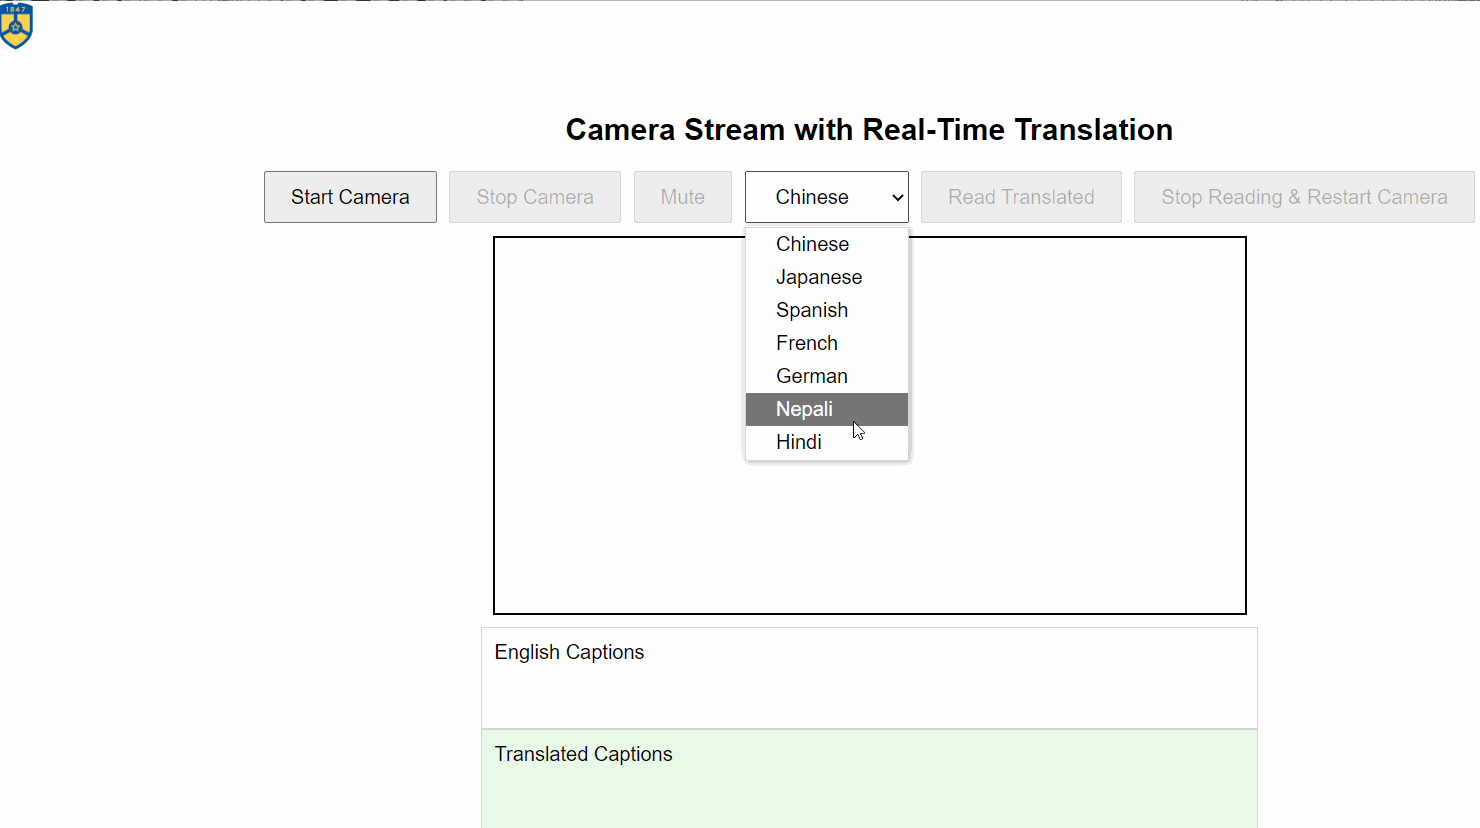 1847
Camera Stream with Real-Time Translation
Start Camera Stop Camera Mute Chinese Read Translated Stop Reading & Restart Camera
Chinese
Japanese
Spanish
French
German
Nepali
Hindi
English Captions
Translated Captions